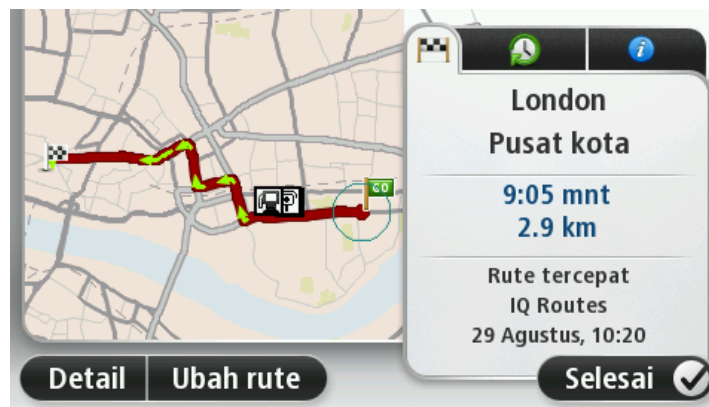 GO
London
Pusat kota
9:05 mnt
2.9 km
Rute tercepat
IQ Routes
29 Agustus, 10:20
Detail
Ubah rute
Selesai